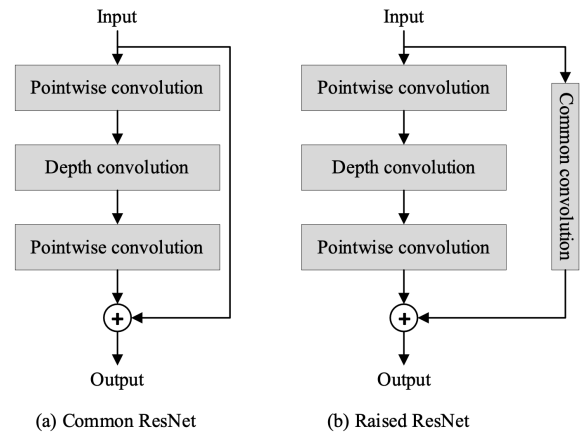 Input
Pointwise convolution
Depth convolution
Pointwise convolution
+
Output
(a) Common ResNet
Input
Pointwise convolution
Depth convolution
Pointwise convolution
Common convolution
+
Output
(b) Raised ResNet